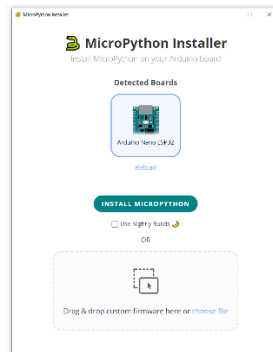 MicroPython Installer
MicroPython Installer
Install MicroPython on your Arduino board
Detected Boards
Arduino Nano ESP32
Reload
INSTALL MICROPYTHON
Use Nightly Builds
OR
Drag & drop custom firmware here or choose file